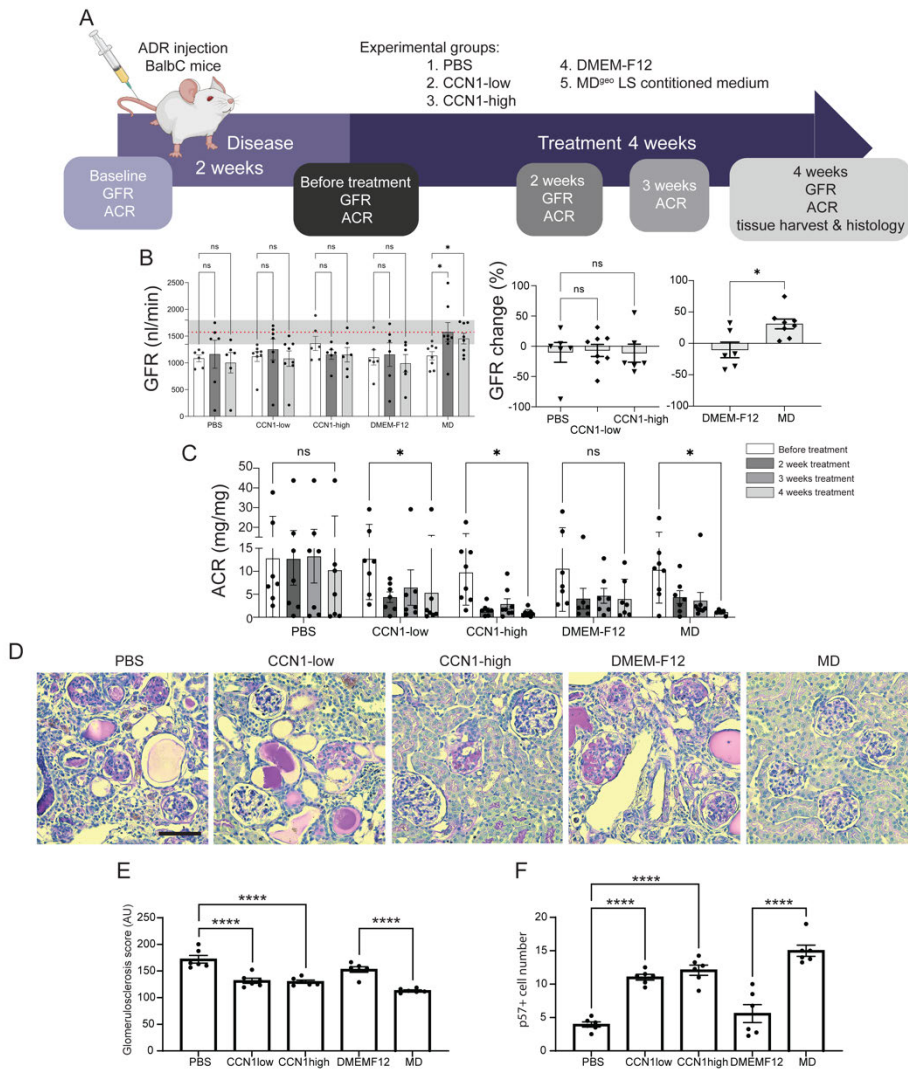 A
ADR injection
BalbC mice
Experimental groups:
1. PBS
2. CCN1-low
3. CCN1-high
4. DMEM-F12
5. MDgeo LS contitioned medium
Disease
2 weeks
Treatment 4 weeks
Baseline
GFR
ACR
Before treatment
GFR
ACR
2 weeks
GFR
ACR
3 weeks
ACR
4 weeks
GFR
ACR
tissue harvest & histology
B
GFR (nl/min)
2500
2000
1500
1000
500
0
ns
ns
ns
ns
ns
ns
ns
ns
*
*
PBS
CCN1-low
CCN1-high
DMEM-F12
MD
GFR change (%)
100
50
0
-50
-100
ns
ns
PBS
CCN1-low
CCN1-high
100
50
0
-50
-100
*
DMEM-F12
MD
C
ACR (mg/mg)
50
40
30
20
15
10
5
0
ns
*
*
ns
*
PBS
CCN1-low
CCN1-high
DMEM-F12
MD
Before treatment
2 week treatment
3 weeks treatment
4 weeks treatment
D
PBS
CCN1-low
CCN1-high
DMEM-F12
MD
E
Glomerulosclerosis score (AU)
250
200
150
100
50
0
****
****
****
PBS
CCN1low
CCN1high
DMEMF12
MD
F
p57+ cell number
20
15
10
5
0
****
****
****
PBS
CCN1low
CCN1high
DMEMF12
MD